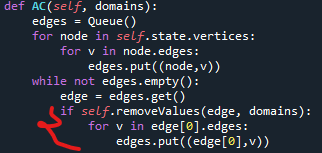 def AC(self, domains):
    edges = Queue()
    for node in self.state.vertices:
        for v in node.edges:
            edges.put((node,v))
    while not edges.empty():
        edge = edges.get()
        if self.removeValues(edge, domains):
            for v in edge[0].edges:
                edges.put((edge[0],v))